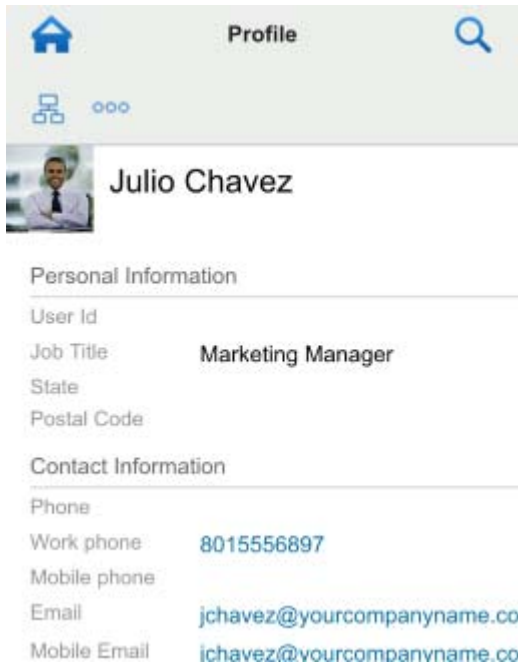 Profile
Julio Chavez
Personal Information
User Id
Job Title Marketing Manager
State
Postal Code
Contact Information
Phone
Work phone 8015556897
Mobile phone
Email jchavez@yourcompanyname.co
Mobile Email jchavez@yourcompanyname.co